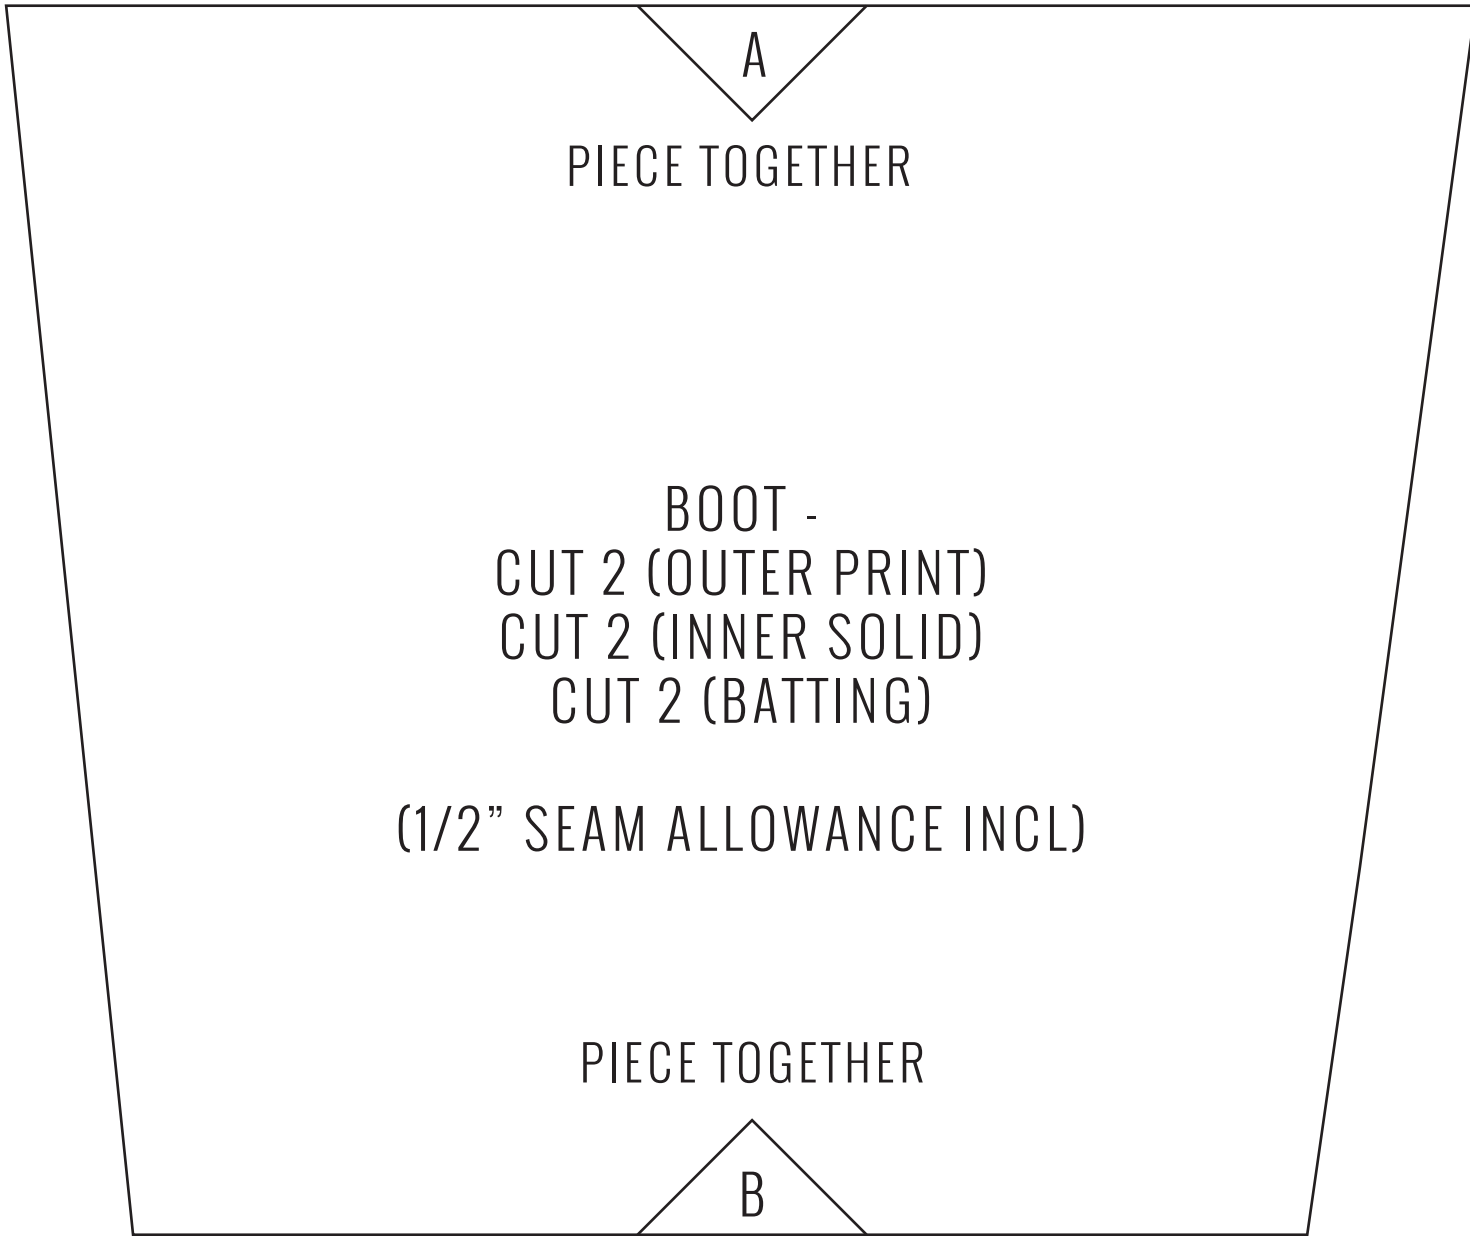 A
PIECE TOGETHER
BOOT -
CUT 2 (OUTER PRINT)
CUT 2 (INNER SOLID)
CUT 2 (BATTING)
(1/2” SEAM ALLOWANCE INCL)
PIECE TOGETHER
B